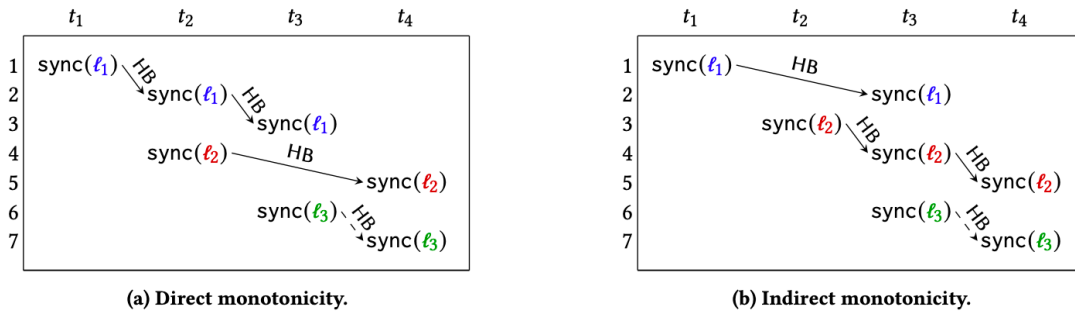 t₁ t₂ t₃ t₄
1 sync(ℓ₁) HB
2 sync(ℓ₁) HB
3 sync(ℓ₁)
4 sync(ℓ₂) HB
5 sync(ℓ₂)
6 sync(ℓ₃) HB
7 sync(ℓ₃)
(a) Direct monotonicity.
t₁ t₂ t₃ t₄
1 sync(ℓ₁) HB
2 sync(ℓ₁)
3 sync(ℓ₂) HB
4 sync(ℓ₂) HB
5 sync(ℓ₂)
6 sync(ℓ₃) HB
7 sync(ℓ₃)
(b) Indirect monotonicity.